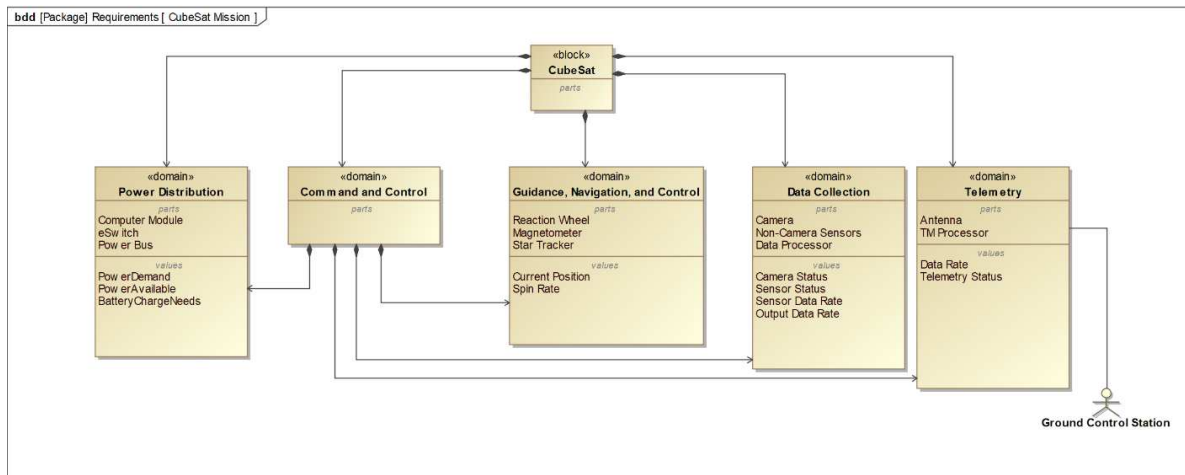 bdd [Package] Requirements [ CubeSat Mission ]
«block»
CubeSat
parts
«domain»
Power Distribution
parts
Computer Module
eSwitch
Power Bus
values
PowerDemand
PowerAvailable
BatteryChargeNeeds
«domain»
Command and Control
parts
«domain»
Guidance, Navigation, and Control
parts
Reaction Wheel
Magnetometer
Star Tracker
values
Current Position
Spin Rate
«domain»
Data Collection
parts
Camera
Non-Camera Sensors
Data Processor
values
Camera Status
Sensor Status
Sensor Data Rate
Output Data Rate
«domain»
Telemetry
parts
Antenna
TM Processor
values
Data Rate
Telemetry Status
Ground Control Station